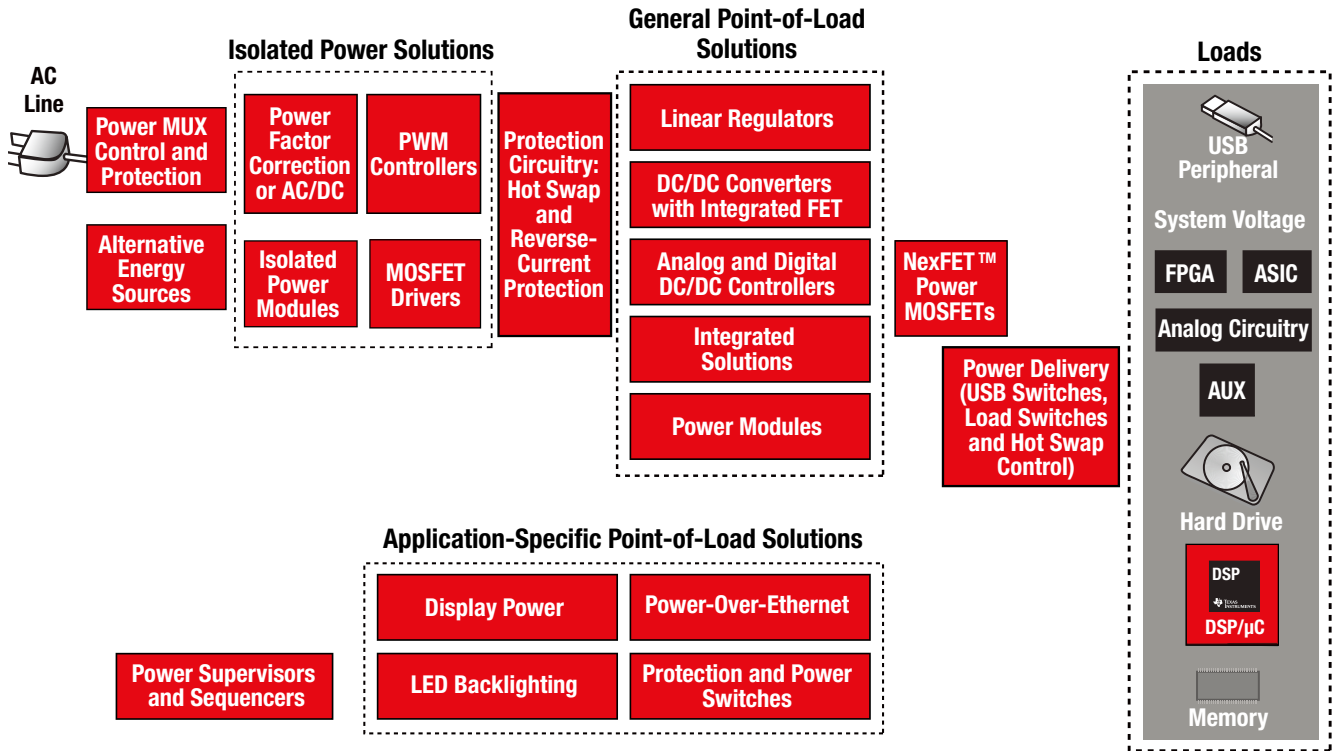 General Point-of-Load
Solutions
Isolated Power Solutions
Loads
AC
Line
Power MUX
Control and
Protection
Alternative
Energy
Sources
Power
Factor
Correction
or AC/DC
PWM
Controllers
Isolated
Power
Modules
MOSFET
Drivers
Protection
Circuitry:
Hot Swap
and
Reverse-
Current
Protection
Linear Regulators
DC/DC Converters
with Integrated FET
Analog and Digital
DC/DC Controllers
Integrated
Solutions
Power Modules
NexFET™
Power
MOSFETs
Power Delivery
(USB Switches,
Load Switches
and Hot Swap
Control)
USB
Peripheral
System Voltage
FPGA
ASIC
Analog Circuitry
AUX
Hard Drive
DSP
TEXAS
INSTRUMENTS
DSP/µC
Memory
Application-Specific Point-of-Load Solutions
Display Power
Power-Over-Ethernet
LED Backlighting
Protection and Power
Switches
Power Supervisors
and Sequencers